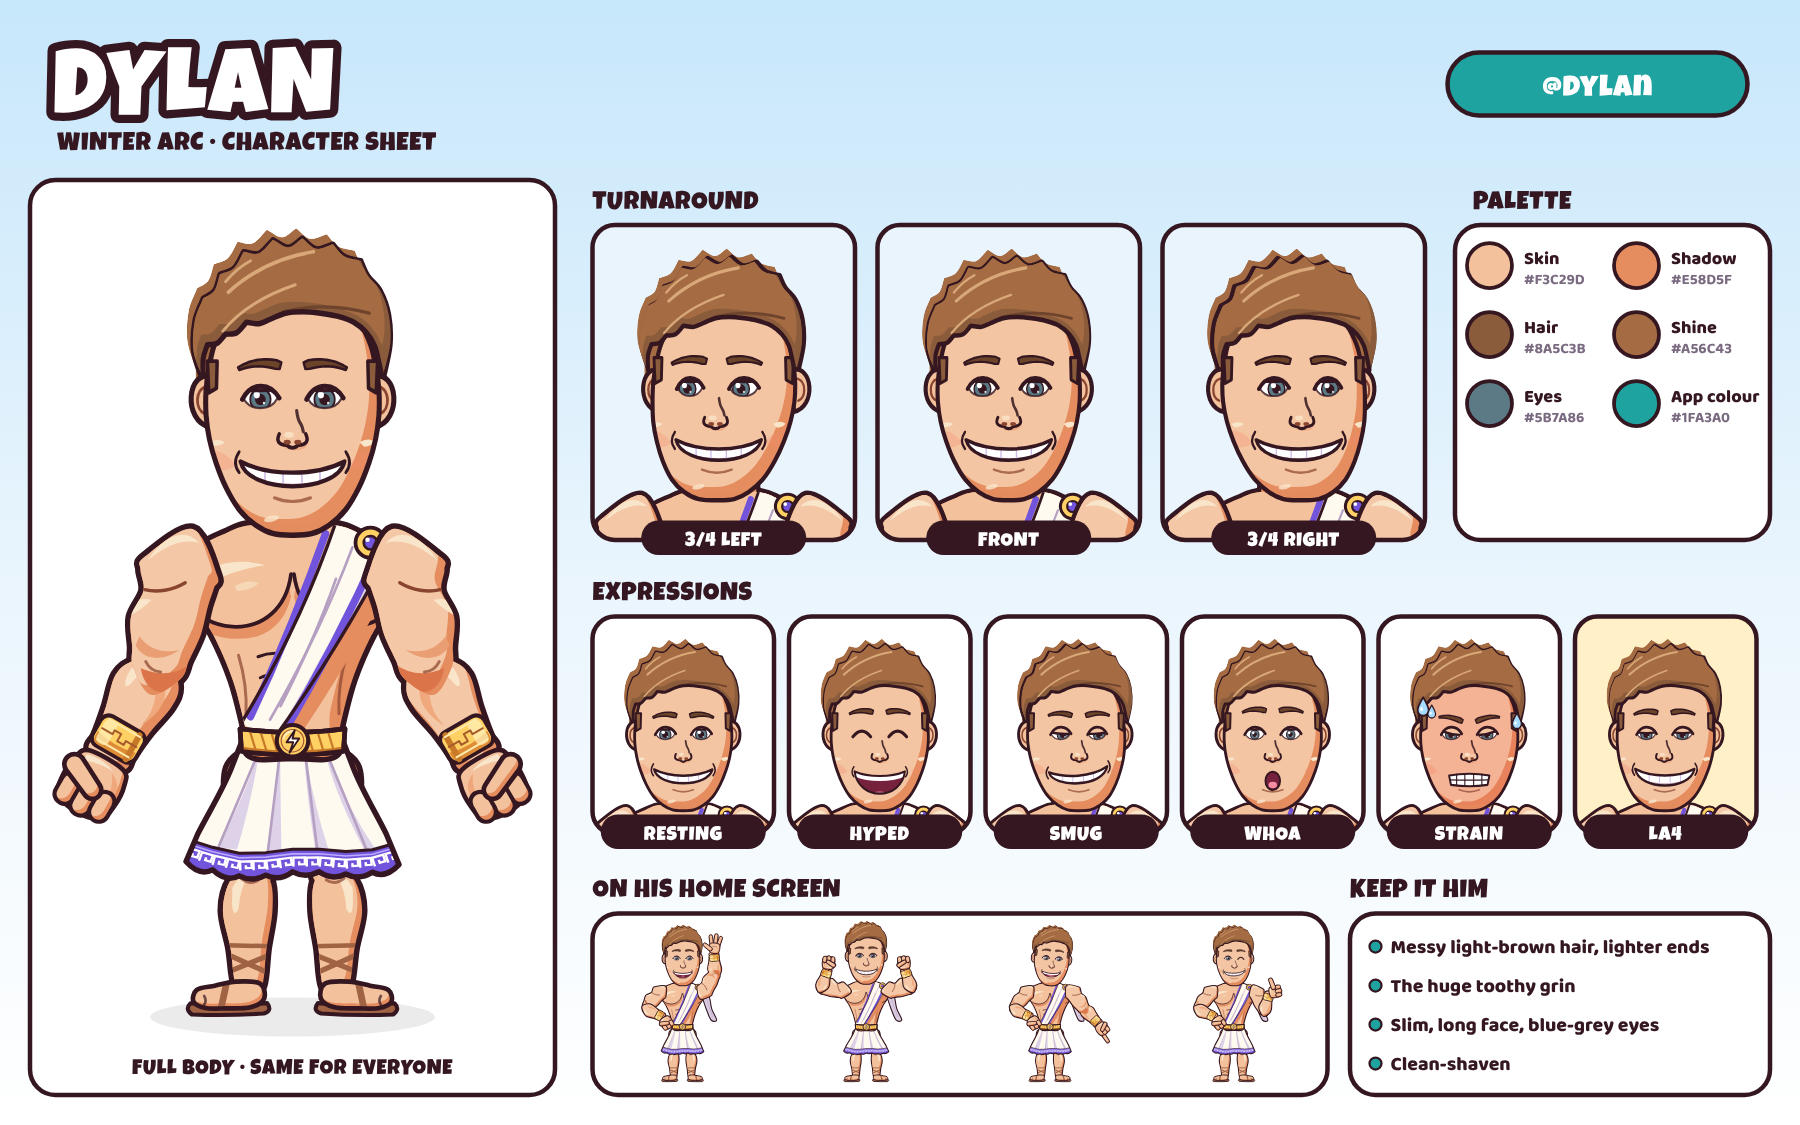 DYLAN
WINTER ARC · CHARACTER SHEET
@DYLAN
TURNAROUND
3/4 LEFT
FRONT
3/4 RIGHT
PALETTE
Skin
#F3C29D
Shadow
#E58D5F
Hair
#8A5C3B
Shine
#A56C43
Eyes
#5B7A86
App colour
#1FA3A0
EXPRESSIONS
RESTING
HYPED
SMUG
WHOA
STRAIN
LA4
FULL BODY · SAME FOR EVERYONE
ON HIS HOME SCREEN
KEEP IT HIM
Messy light-brown hair, lighter ends
The huge toothy grin
Slim, long face, blue-grey eyes
Clean-shaven